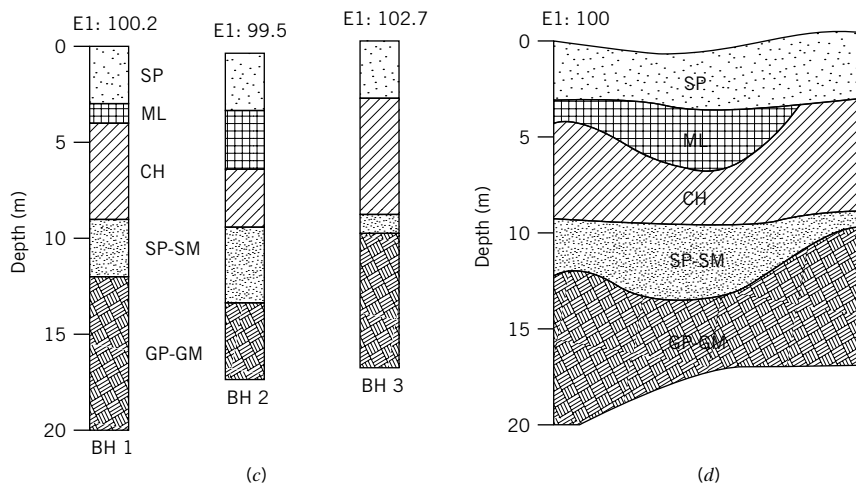 E1: 100.2
E1: 99.5
E1: 102.7
E1: 100
0
5
10
15
20
Depth (m)
SP
ML
CH
SP-SM
GP-GM
BH 1
BH 2
BH 3
(c)
0
5
10
15
20
Depth (m)
SP
ML
CH
SP-SM
GP-GM
(d)